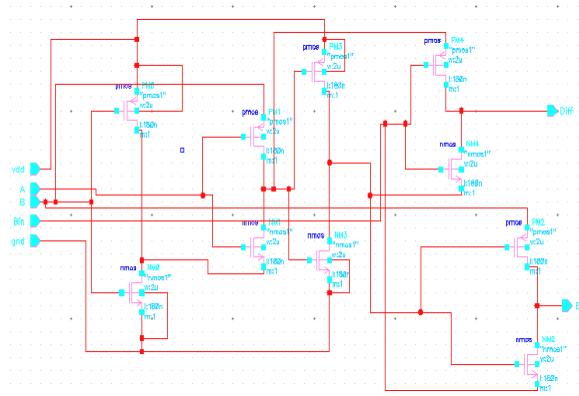 pmos PM3
"pmos1"
w:2u
l:180n
m:1
pmos PM4
"pmos1"
w:2u
l:180n
m:1
pmos
"pmos1"
w:2u
l:180n
m:1
pmos PM1
"pmos1"
w:2u
l:180n
m:1
Diff
nmos NM4
"nmos1"
w:2u
l:180n
m:1
vdd
A
B
Bin
gnd
nmos NM1
"nmos1"
w:2u
l:180n
m:1
nmos NM3
"nmos1"
w:2u
l:180n
m:1
pmos PM2
"pmos1"
w:2u
l:180n
m:1
nmos NM0
"nmos1"
w:2u
l:180n
m:1
nmos NM2
"nmos1"
w:2u
l:180n
m:1